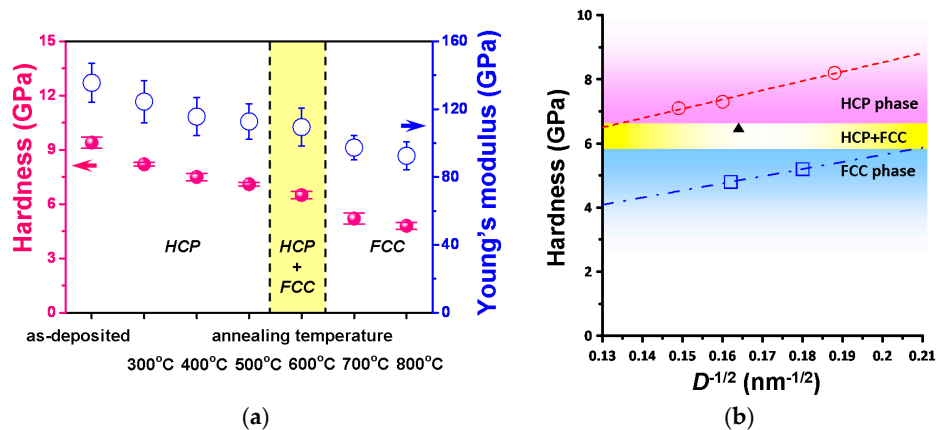 (a)
Hardness (GPa)
15
12
9
6
3
0
160
120
80
40
0
Young's modulus (GPa)
HCP
HCP
+
FCC
FCC
as-deposited
annealing temperature
300°C 400°C 500°C 600°C 700°C 800°C
(a)
Hardness (GPa)
10
8
6
4
2
0
HCP phase
HCP+FCC
FCC phase
0.13 0.14 0.15 0.16 0.17 0.18 0.19 0.2 0.21
D-1/2 (nm-1/2)
(b)